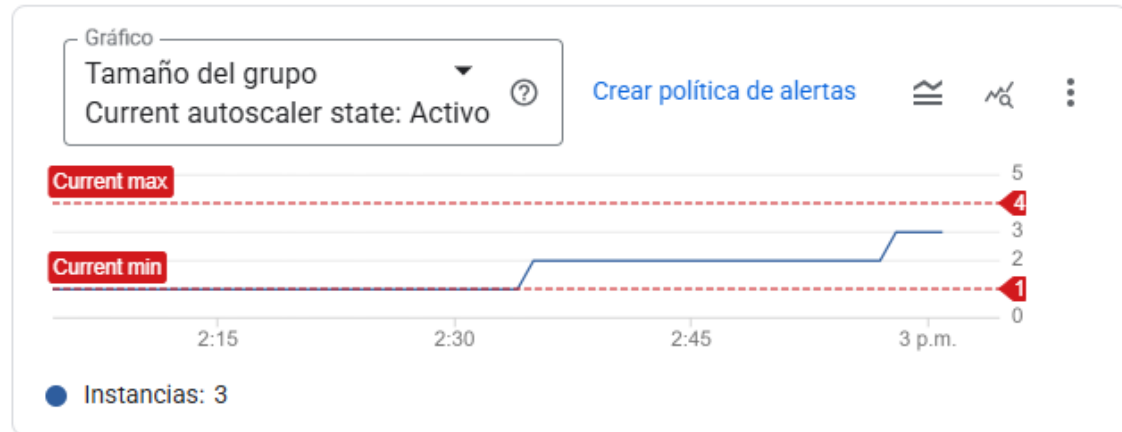 Gráfico
Tamaño del grupo
Current autoscaler state: Activo
Crear política de alertas
Current max
5
4
3
Current min
2
1
0
2:15 2:30 2:45 3 p.m.
Instancias: 3